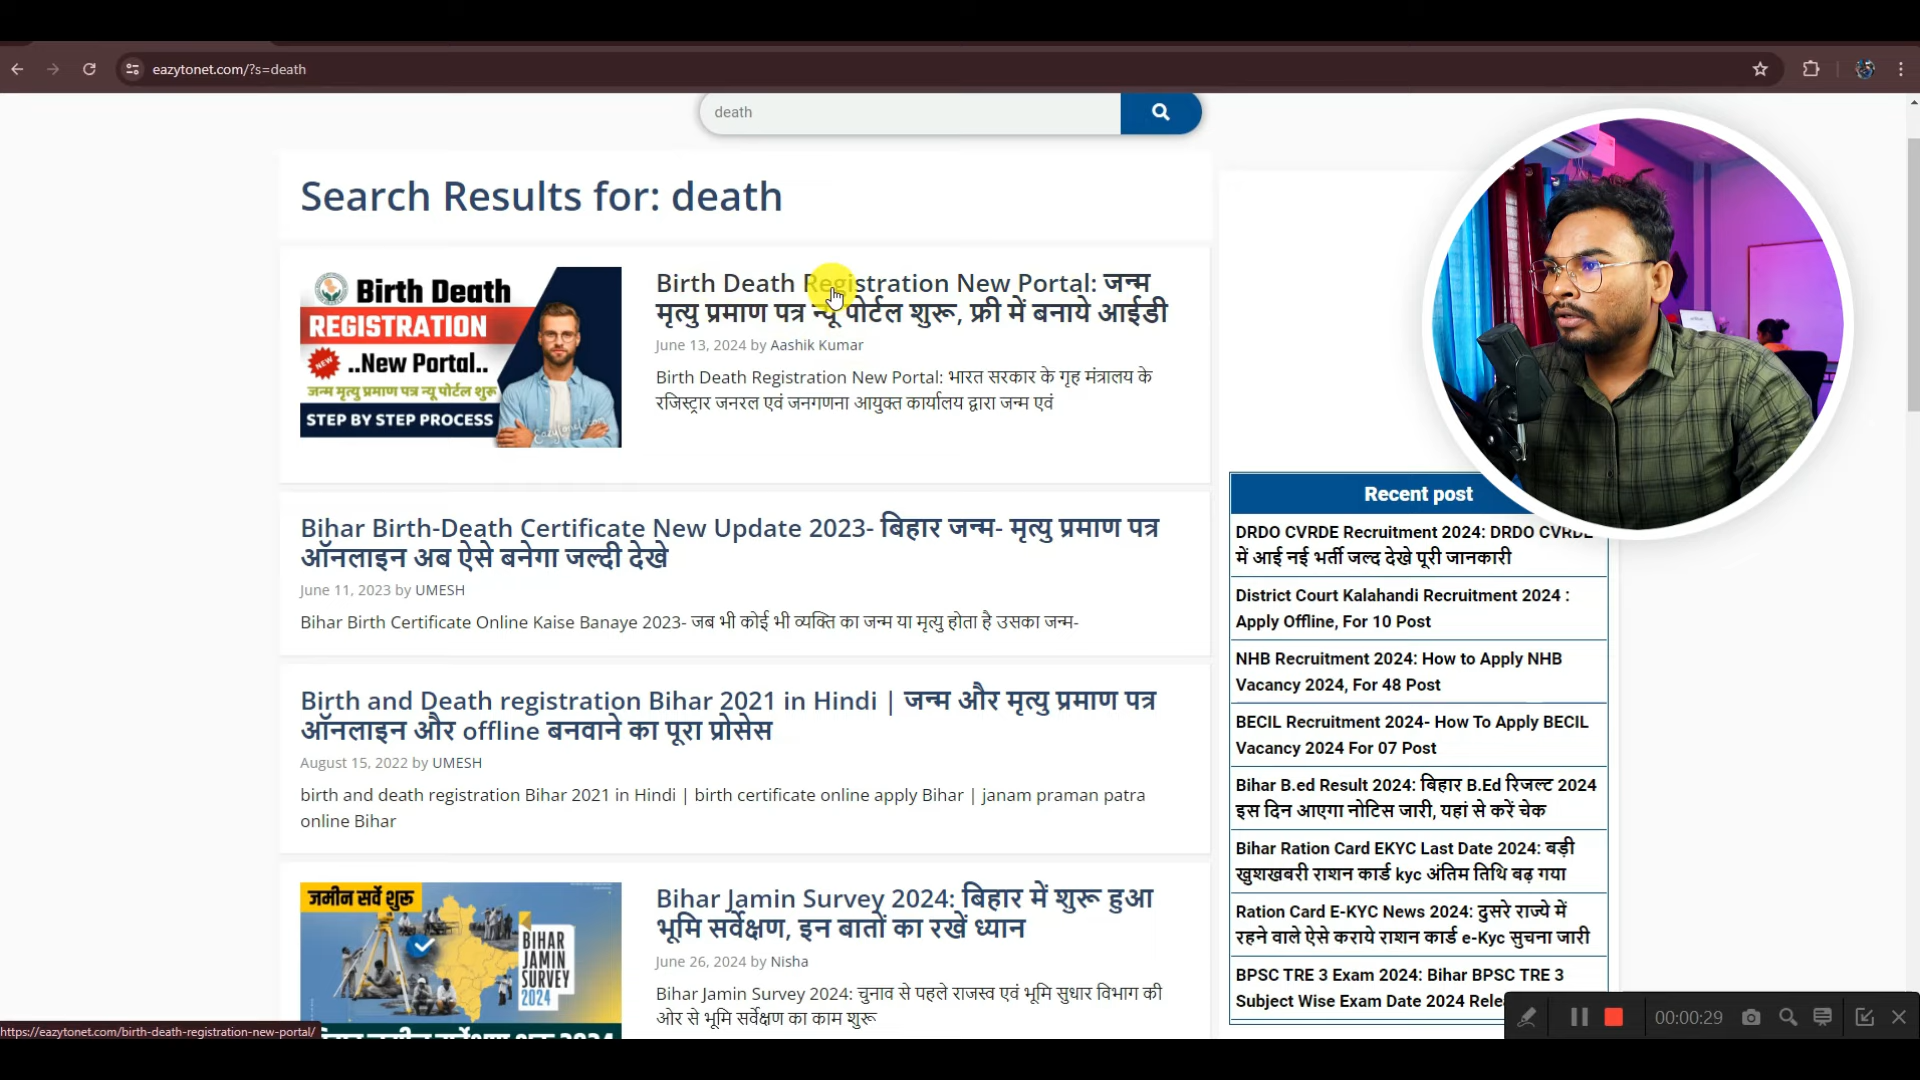 eazytonet.com/?s=death
death
Search Results for: death
Birth Death
REGISTRATION
NEW
..New Portal..
जन्म मृत्यु प्रमाण पत्र न्यू पोर्टल शुरू
STEP BY STEP PROCESS
Eazytonet.com
Birth Death Registration New Portal: जन्म
मृत्यु प्रमाण पत्र न्यू पोर्टल शुरू, फ्री में बनाये आईडी
June 13, 2024 by Aashik Kumar
Birth Death Registration New Portal: भारत सरकार के गृह मंत्रालय के
रजिस्ट्रार जनरल एवं जनगणना आयुक्त कार्यालय द्वारा जन्म एवं
Bihar Birth-Death Certificate New Update 2023- बिहार जन्म- मृत्यु प्रमाण पत्र
ऑनलाइन अब ऐसे बनेगा जल्दी देखे
June 11, 2023 by UMESH
Bihar Birth Certificate Online Kaise Banaye 2023- जब भी कोई भी व्यक्ति का जन्म या मृत्यु होता है उसका जन्म-
Birth and Death registration Bihar 2021 in Hindi | जन्म और मृत्यु प्रमाण पत्र
ऑनलाइन और offline बनवाने का पूरा प्रोसेस
August 15, 2022 by UMESH
birth and death registration Bihar 2021 in Hindi | birth certificate online apply Bihar | janam praman patra
online Bihar
जमीन सर्वे शुरू
BIHAR
JAMIN
SURVEY
2024
Bihar Jamin Survey 2024: बिहार में शुरू हुआ
भूमि सर्वेक्षण, इन बातों का रखें ध्यान
June 26, 2024 by Nisha
Bihar Jamin Survey 2024: चुनाव से पहले राजस्व एवं भूमि सुधार विभाग की
ओर से भूमि सर्वेक्षण का काम शुरू
Recent post
DRDO CVRDE Recruitment 2024: DRDO CVRDE
में आई नई भर्ती जल्द देखे पूरी जानकारी
District Court Kalahandi Recruitment 2024 :
Apply Offline, For 10 Post
NHB Recruitment 2024: How to Apply NHB
Vacancy 2024, For 48 Post
BECIL Recruitment 2024- How To Apply BECIL
Vacancy 2024 For 07 Post
Bihar B.ed Result 2024: बिहार B.Ed रिजल्ट 2024
इस दिन आएगा नोटिस जारी, यहां से करें चेक
Bihar Ration Card EKYC Last Date 2024: बड़ी
खुशखबरी राशन कार्ड kyc अंतिम तिथि बढ़ गया
Ration Card E-KYC News 2024: दुसरे राज्ये में
रहने वाले ऐसे कराये राशन कार्ड e-Kyc सुचना जारी
BPSC TRE 3 Exam 2024: Bihar BPSC TRE 3
Subject Wise Exam Date 2024
https://eazytonet.com/birth-death-registration-new-portal/
00:00:29